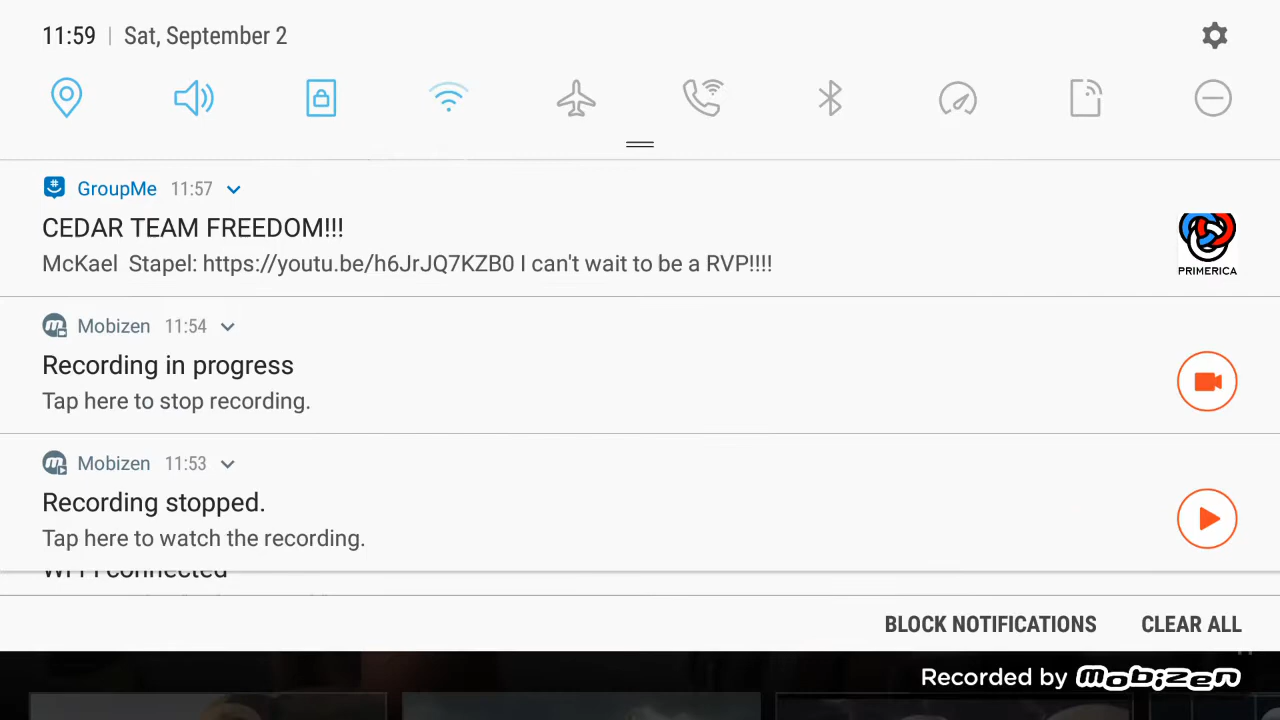 11:59 | Sat, September 2
GroupMe 11:57
CEDAR TEAM FREEDOM!!!
McKael Stapel: https://youtu.be/h6JrJQ7KZB0 I can't wait to be a RVP!!!!
PRIMERICA
Mobizen 11:54
Recording in progress
Tap here to stop recording.
Mobizen 11:53
Recording stopped.
Tap here to watch the recording.
connected
BLOCK NOTIFICATIONS CLEAR ALL
Recorded by mobizen